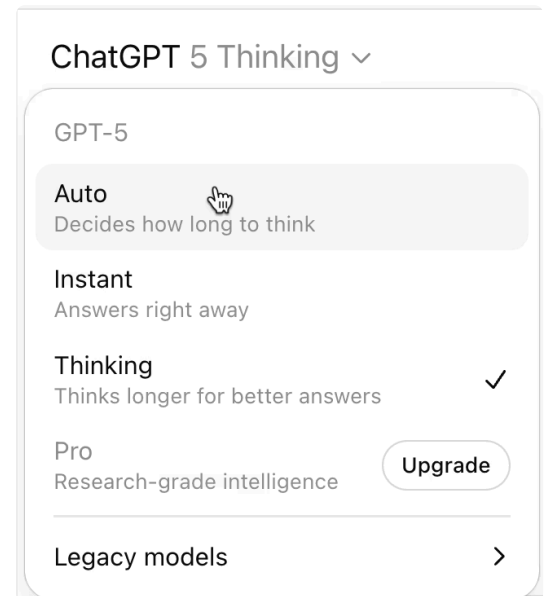 ChatGPT 5 Thinking
GPT-5
Auto
Decides how long to think
Instant
Answers right away
Thinking
Thinks longer for better answers
Pro
Research-grade intelligence
Upgrade
Legacy models